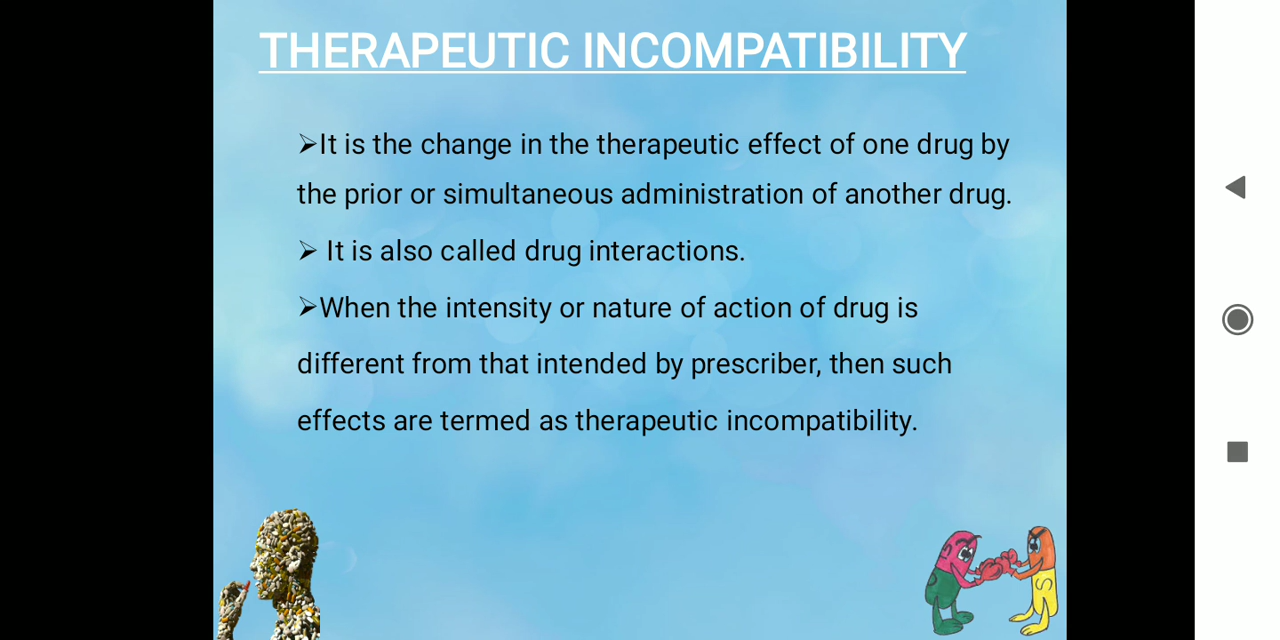 THERAPEUTIC INCOMPATIBILITY
➢It is the change in the therapeutic effect of one drug by
the prior or simultaneous administration of another drug.
➢ It is also called drug interactions.
➢When the intensity or nature of action of drug is
different from that intended by prescriber, then such
effects are termed as therapeutic incompatibility.